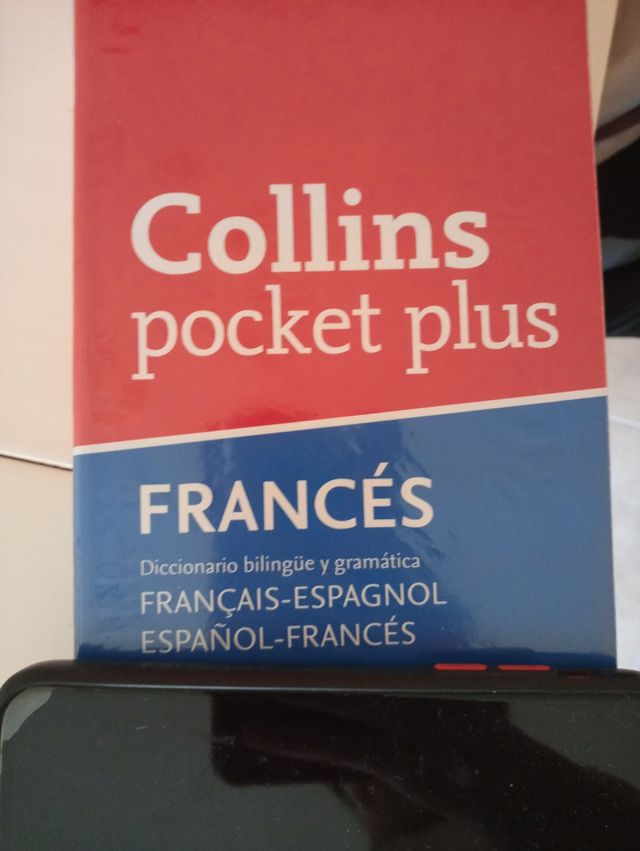 Collins
pocket plus
FRANCÉS
Diccionario bilingüe y gramática
FRANÇAIS-ESPAGNOL
ESPAÑOL-FRANCÉS